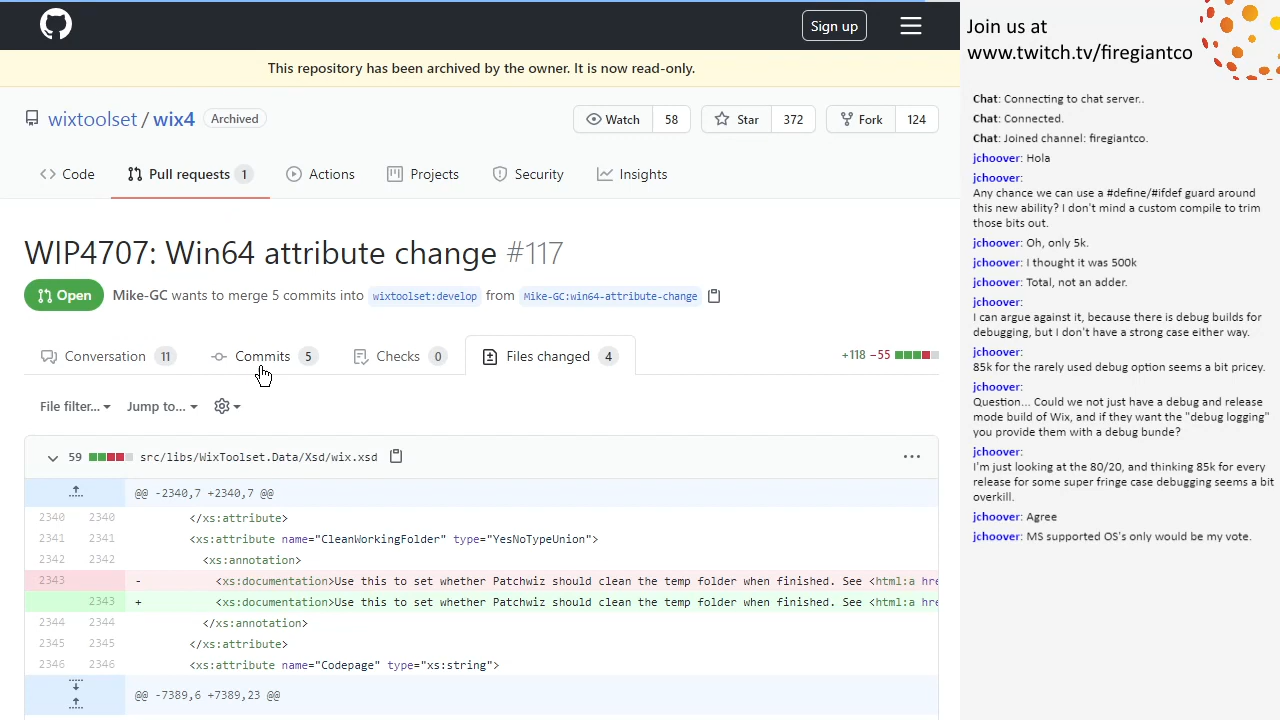 Sign up
This repository has been archived by the owner. It is now read-only.
wixtoolset / wix4 Archived
Watch 58 Star 372 Fork 124
Code Pull requests 1 Actions Projects Security Insights
WIP4707: Win64 attribute change #117
Open Mike-GC wants to merge 5 commits into wixtoolset:develop from Mike-GC:win64-attribute-change
Conversation 11 Commits 5 Checks 0 Files changed 4 +118 −55
File filter... Jump to...
59 src/libs/WixToolset.Data/Xsd/wix.xsd
@@ -2340,7 +2340,7 @@
2340 2340 </xs:attribute>
2341 2341 <xs:attribute name="CleanWorkingFolder" type="YesNoTypeUnion">
2342 2342 <xs:annotation>
2343 - <xs:documentation>Use this to set whether Patchwiz should clean the temp folder when finished. See <html:a hre
2343 + <xs:documentation>Use this to set whether Patchwiz should clean the temp folder when finished. See <html:a hre
2344 2344 </xs:annotation>
2345 2345 </xs:attribute>
2346 2346 <xs:attribute name="Codepage" type="xs:string">
@@ -7389,6 +7389,23 @@
Join us at
www.twitch.tv/firegiantco
Chat: Connecting to chat server..
Chat: Connected.
Chat: Joined channel: firegiantco.
jchoover: Hola
jchoover:
Any chance we can use a #define/#ifdef guard around
this new ability? I don't mind a custom compile to trim
those bits out.
jchoover: Oh, only 5k.
jchoover: I thought it was 500k
jchoover: Total, not an adder.
jchoover:
I can argue against it, because there is debug builds for
debugging, but I don't have a strong case either way.
jchoover:
85k for the rarely used debug option seems a bit pricey.
jchoover:
Question... Could we not just have a debug and release
mode build of Wix, and if they want the "debug logging"
you provide them with a debug bunde?
jchoover:
I'm just looking at the 80/20, and thinking 85k for every
release for some super fringe case debugging seems a bit
overkill.
jchoover: Agree
jchoover: MS supported OS's only would be my vote.